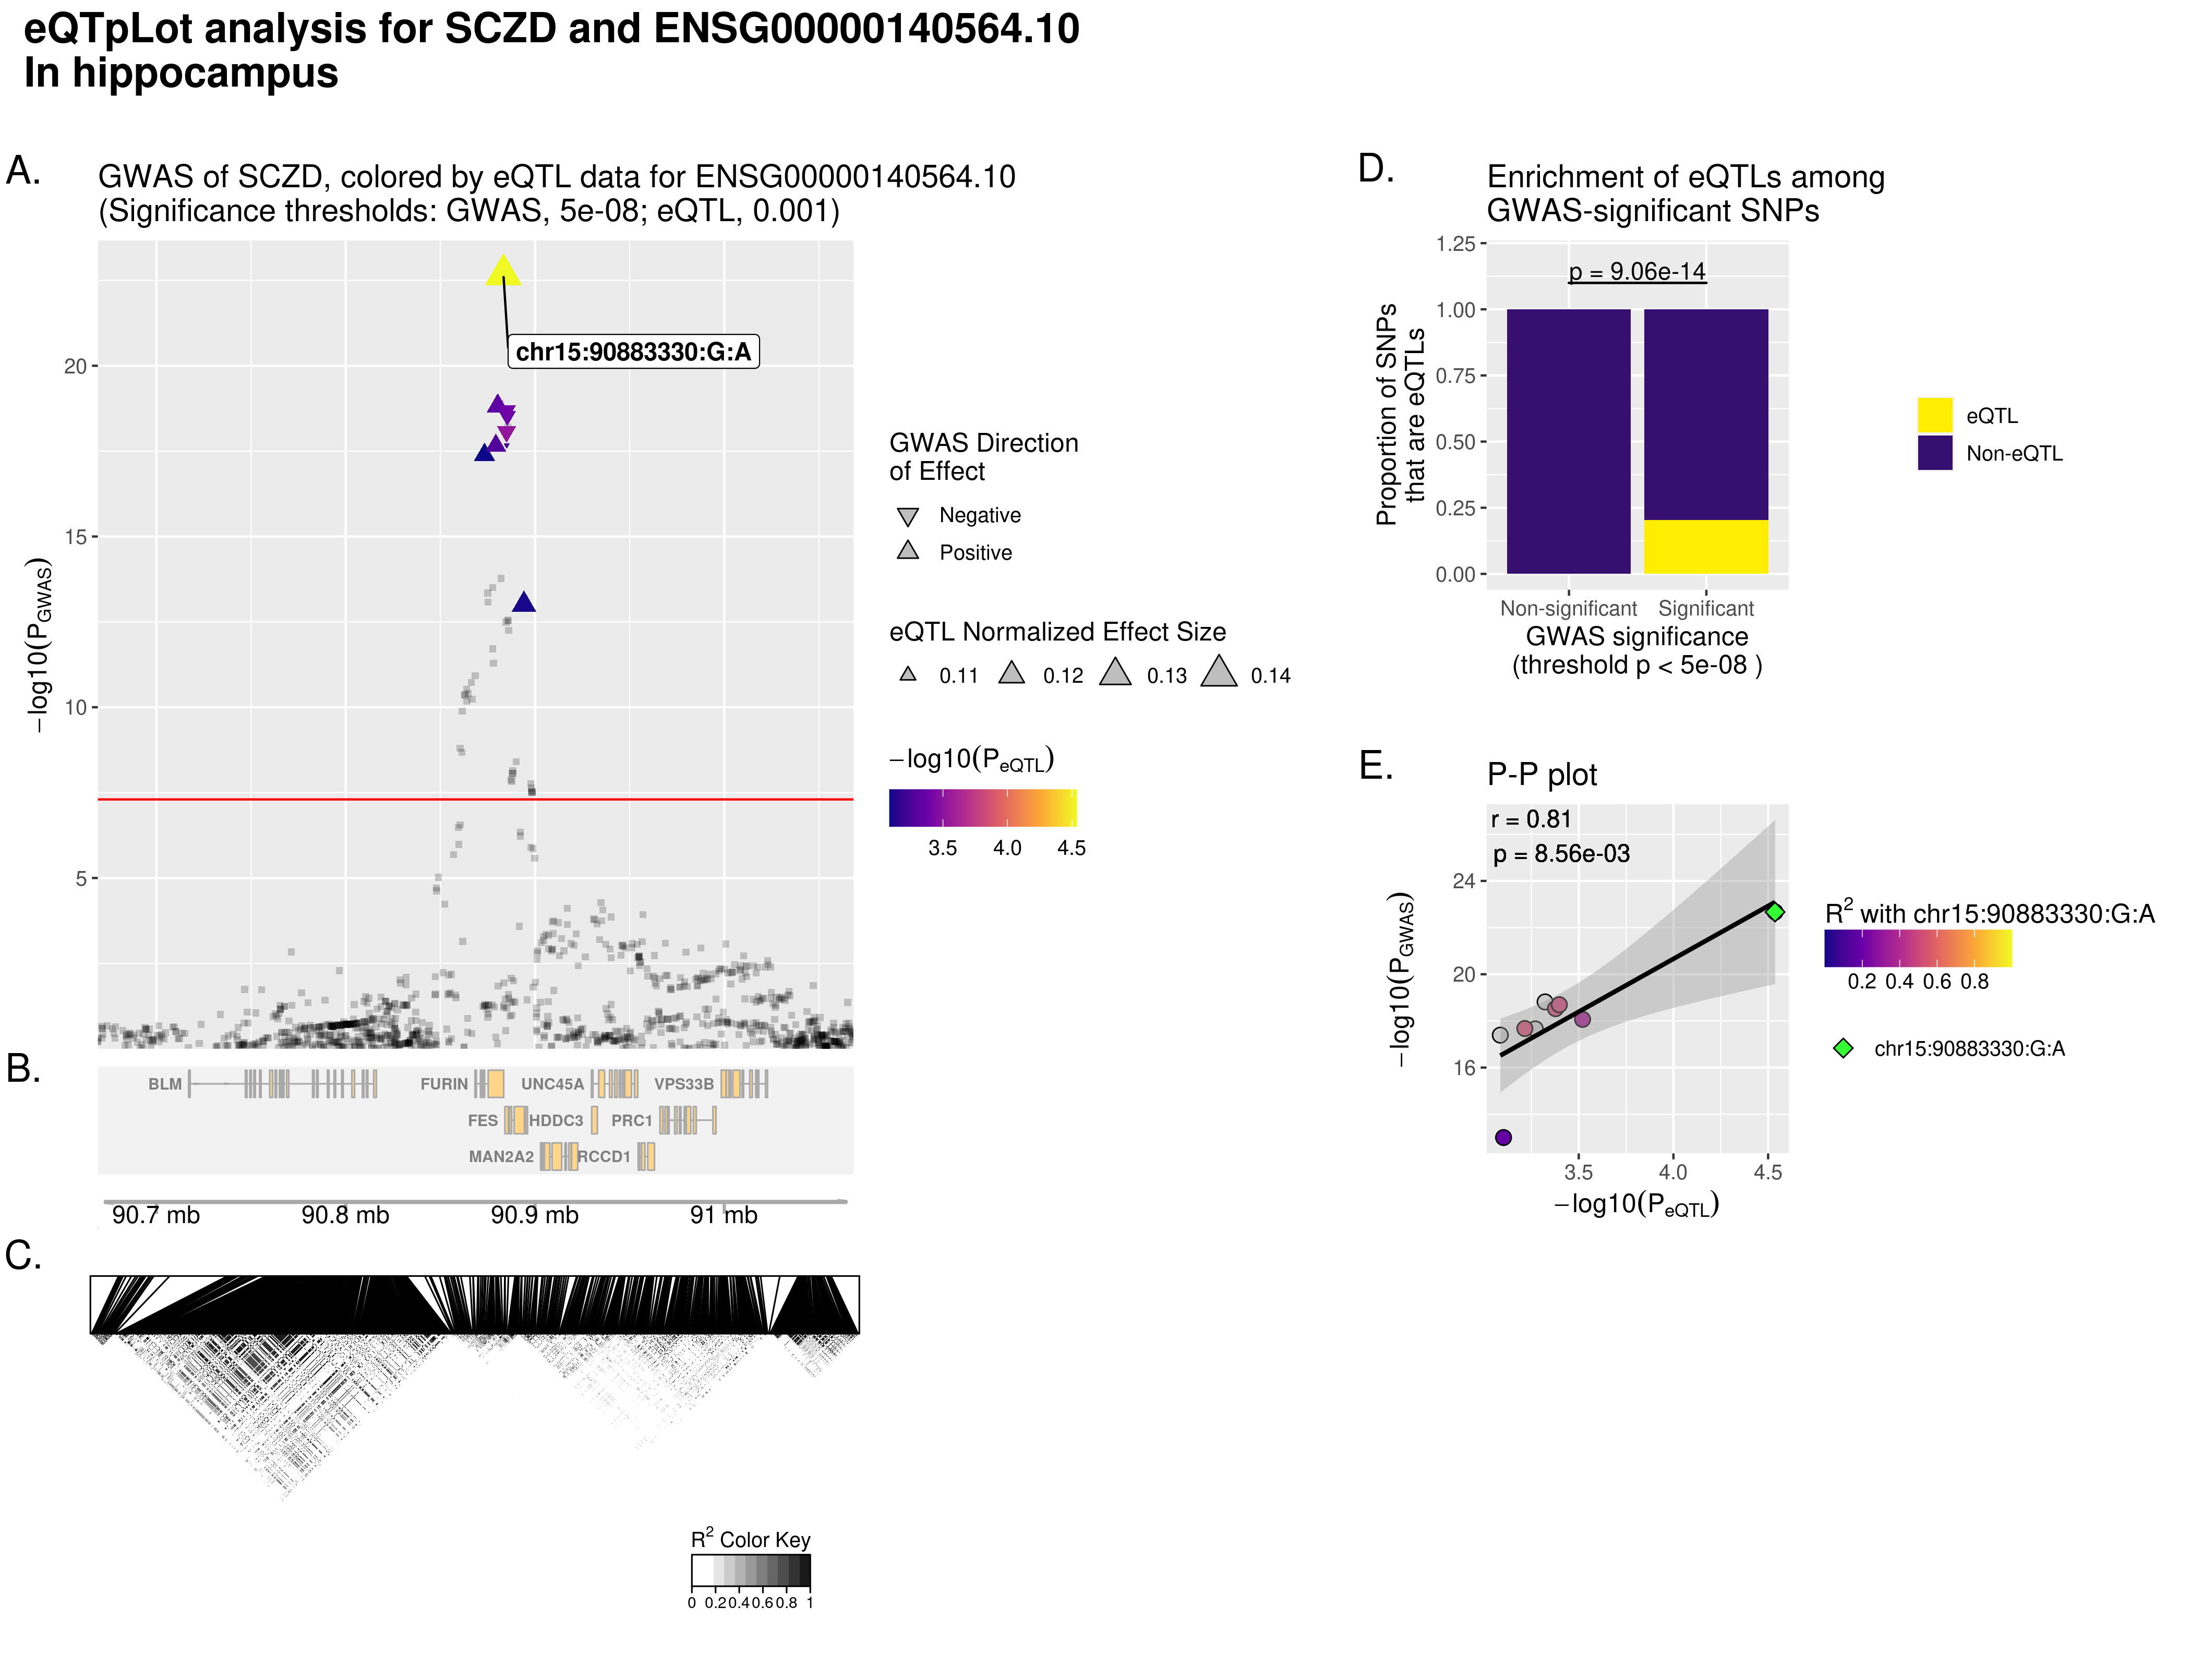 eQTpLot analysis for SCZD and ENSG00000140564.10
In hippocampus
A.
GWAS of SCZD, colored by eQTL data for ENSG00000140564.10
(Significance thresholds: GWAS, 5e-08; eQTL, 0.001)
−log10(PGWAS)
20
15
10
5
chr15:90883330:G:A
GWAS Direction
of Effect
Negative
Positive
eQTL Normalized Effect Size
0.11 0.12 0.13 0.14
−log10(PeQTL)
3.5 4.0 4.5
B.
BLM FURIN UNC45A VPS33B
FES HDDC3 PRC1
MAN2A2 RCCD1
90.7 mb 90.8 mb 90.9 mb 91 mb
C.
R2 Color Key
0 0.2 0.4 0.6 0.8 1
D.
Enrichment of eQTLs among
GWAS-significant SNPs
Proportion of SNPs
that are eQTLs
1.25
1.00
0.75
0.50
0.25
0.00
p = 9.06e-14
Non-significant Significant
GWAS significance
(threshold p < 5e-08 )
eQTL
Non-eQTL
E.
P-P plot
r = 0.81
p = 8.56e-03
−log10(PGWAS)
24
20
16
3.5 4.0 4.5
−log10(PeQTL)
R2 with chr15:90883330:G:A
0.2 0.4 0.6 0.8
chr15:90883330:G:A